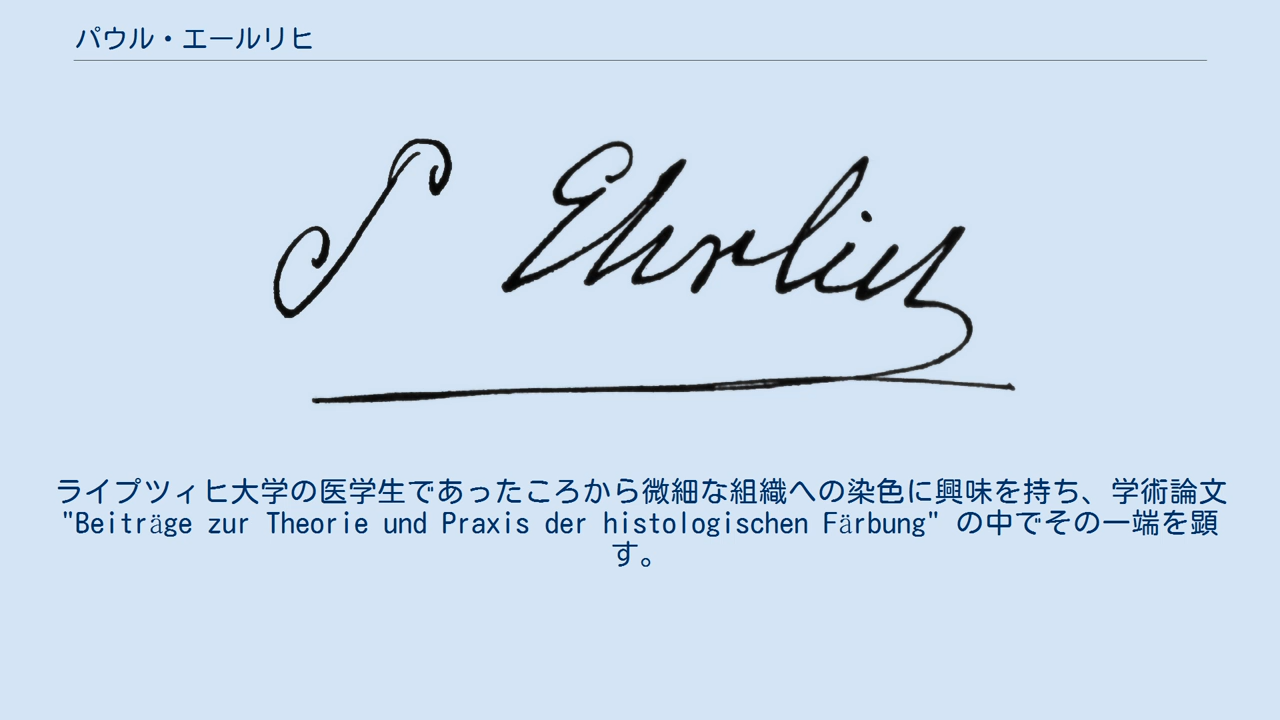 パウル・エールリヒ
P Ehrlich
ライプツィヒ大学の医学生であったころから微細な組織への染色に興味を持ち、学術論文
"Beiträge zur Theorie und Praxis der histologischen Färbung" の中でその一端を顕
す。